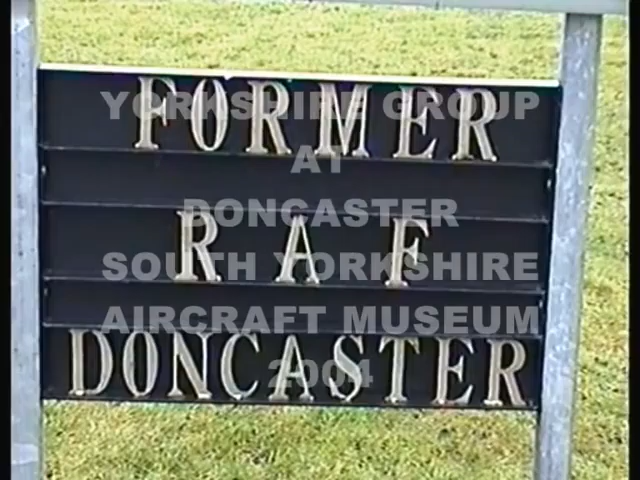 FORMER
RAF
DONCASTER
YORKSHIRE GROUP
AT
DONCASTER
SOUTH YORKSHIRE
AIRCRAFT MUSEUM
2004